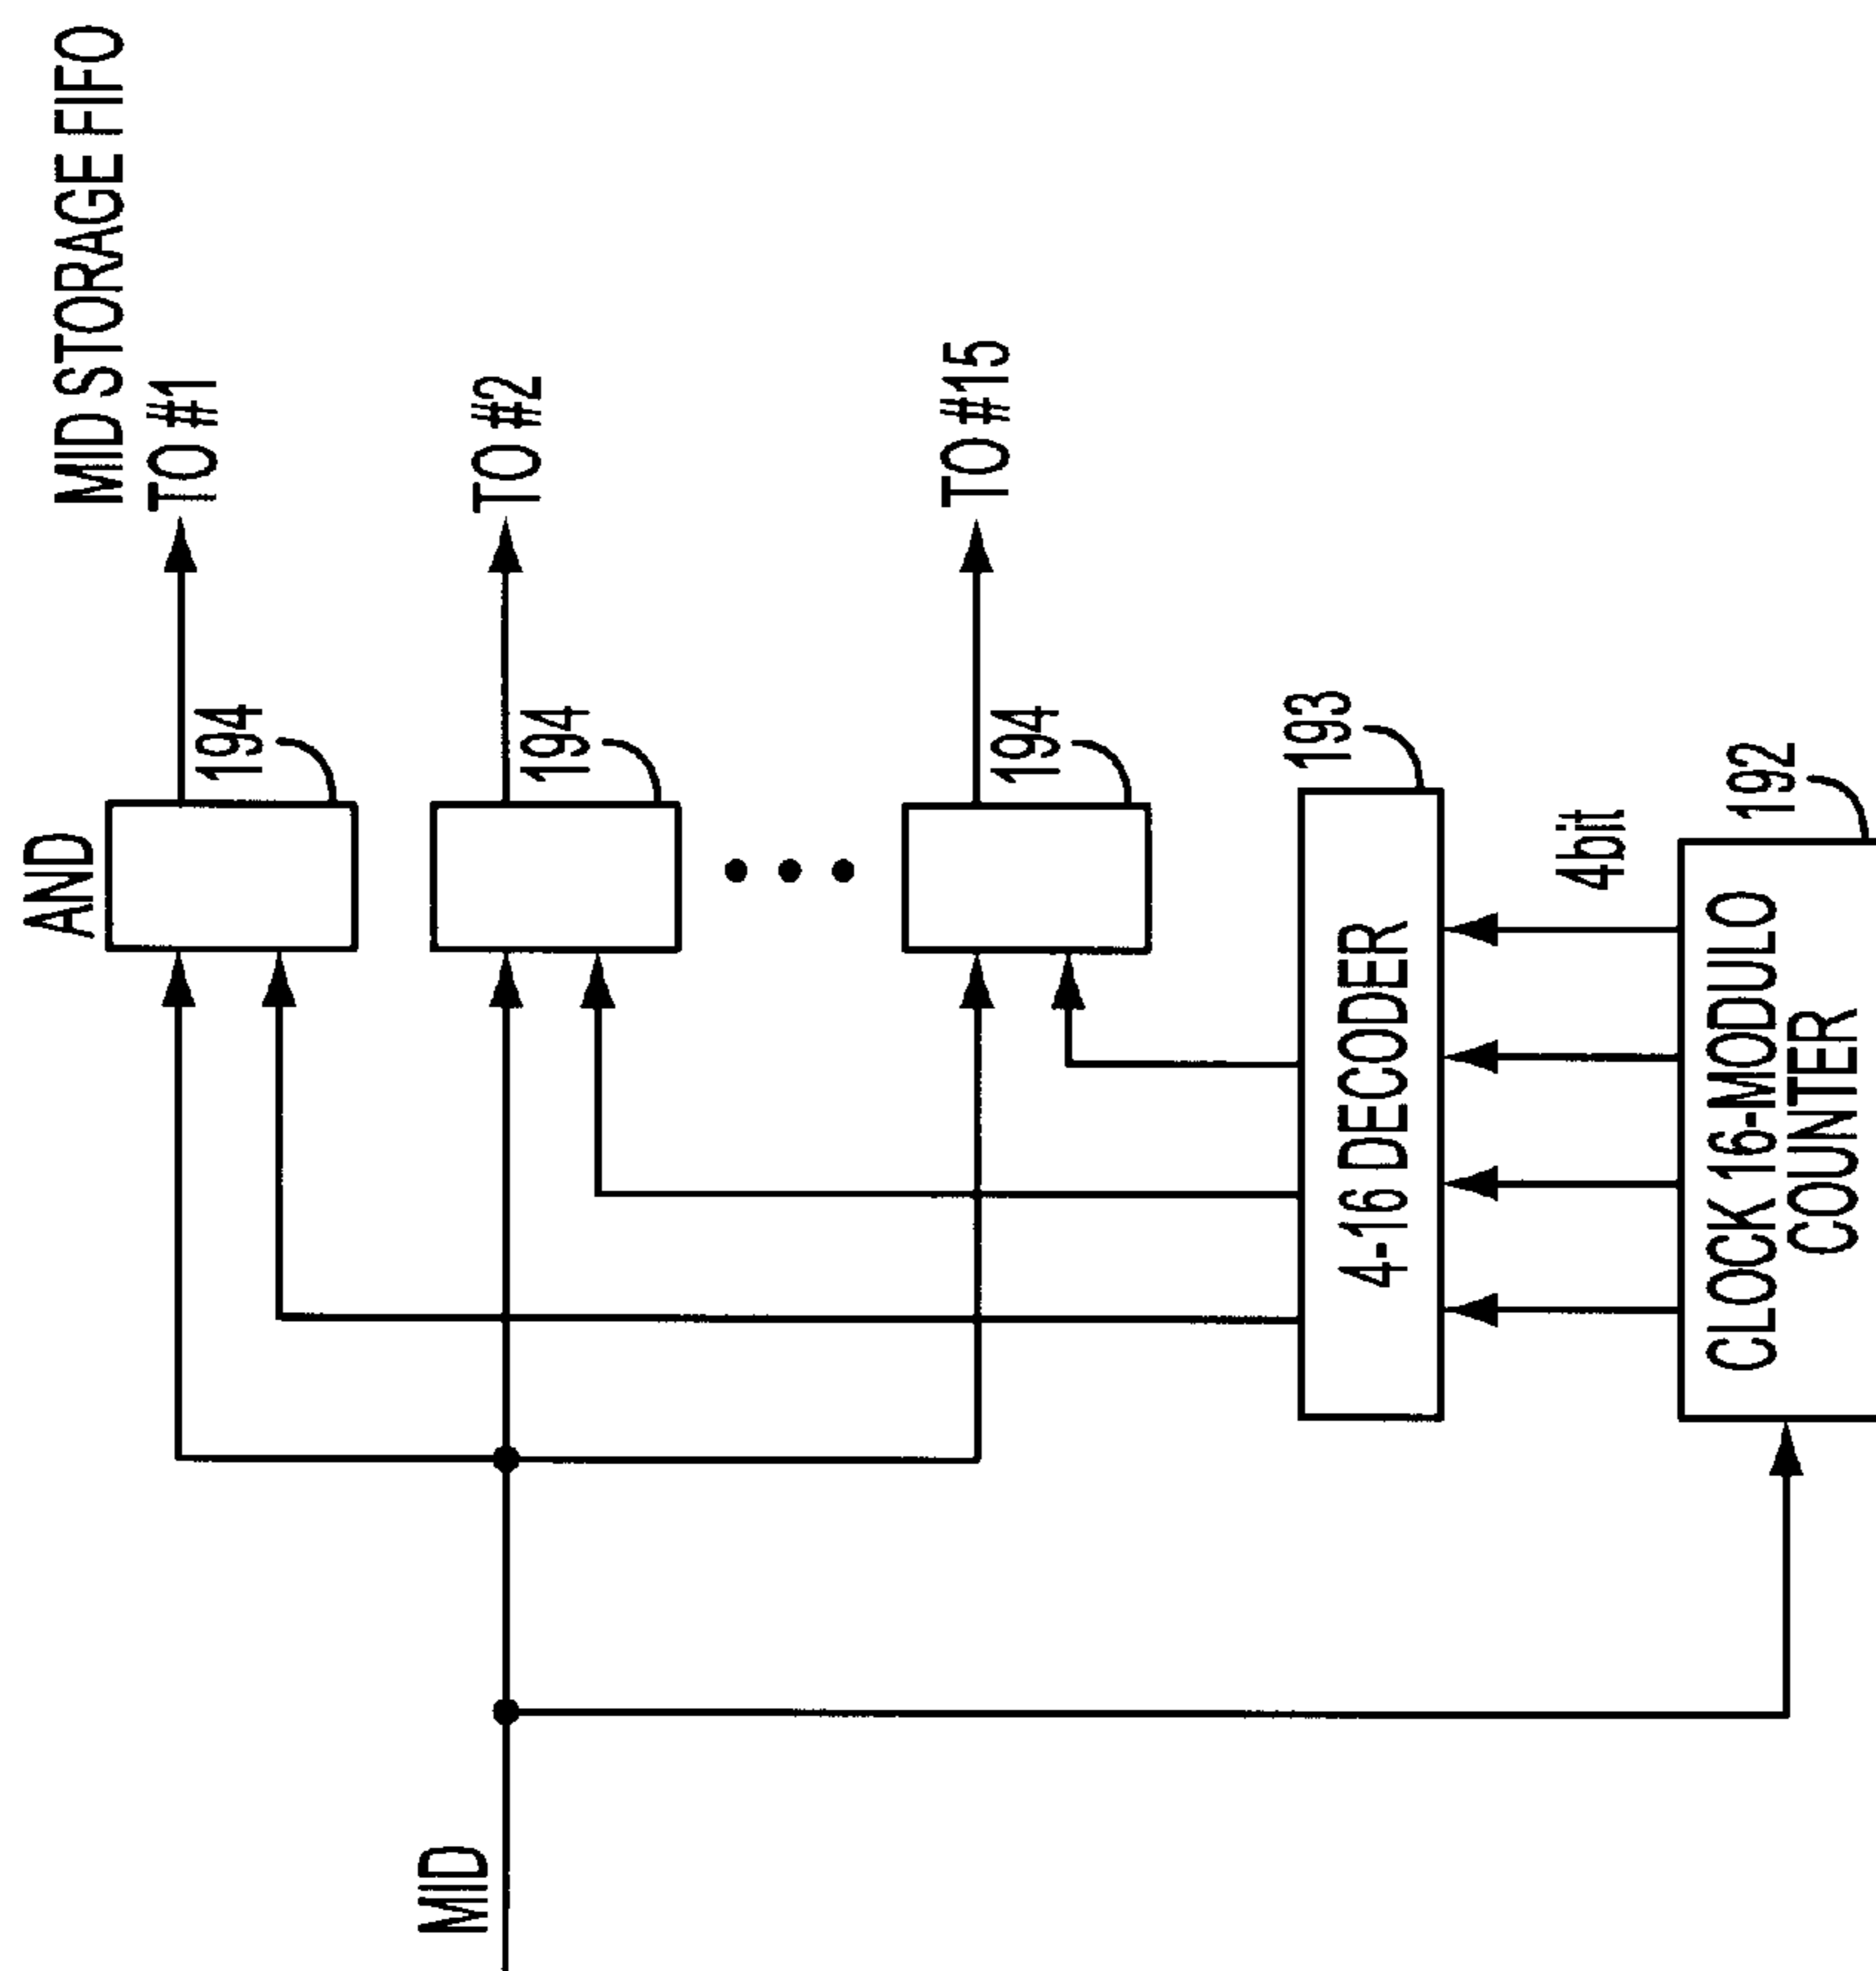 MID STORAGE FIFO
TO #1
AND
194
TO #2
194
TO #15
194
MID
4-16 DECODER
193
4bit
CLOCK 16-MODULO
COUNTER
192